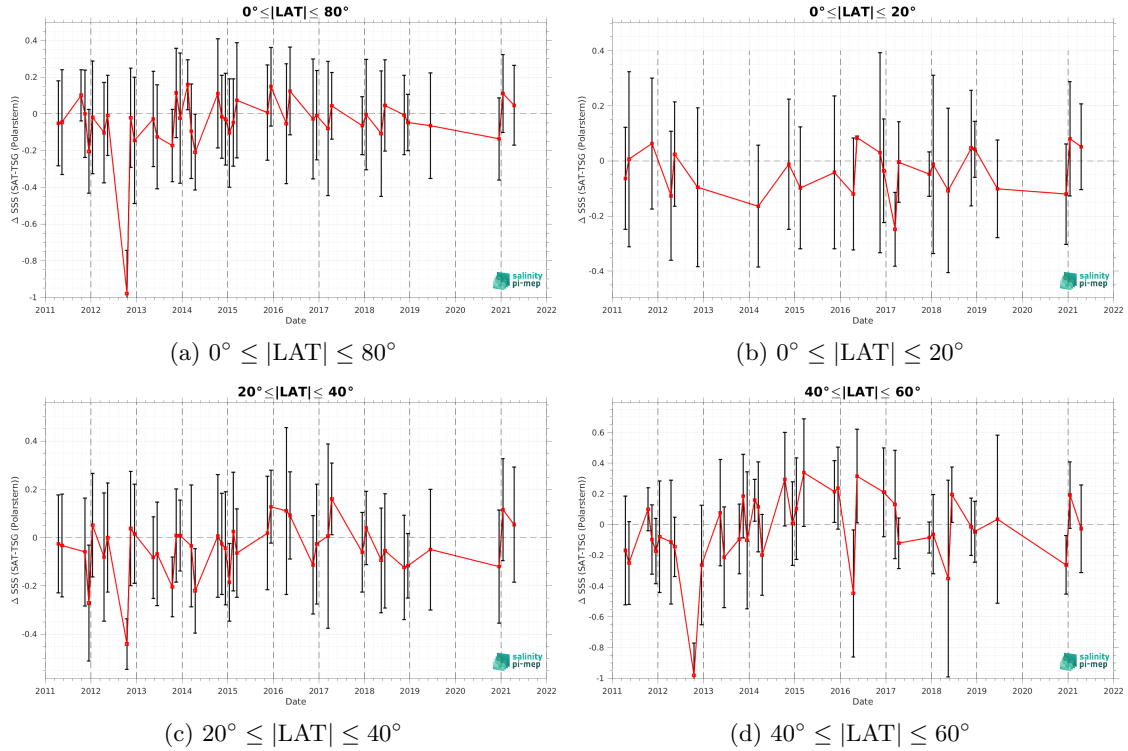 0°≤|LAT|≤ 80°
Δ SSS (SAT-TSG (Polarstern))
0.4
0.2
0
-0.2
-0.4
-0.6
-0.8
-1
2011 2012 2013 2014 2015 2016 2017 2018 2019 2020 2021 2022
Date
salinity
pi-mep
(a) 0° ≤ |LAT| ≤ 80°
0°≤|LAT|≤ 20°
Δ SSS (SAT-TSG (Polarstern))
0.4
0.2
0
-0.2
-0.4
2011 2012 2013 2014 2015 2016 2017 2018 2019 2020 2021 2022
Date
salinity
pi-mep
(b) 0° ≤ |LAT| ≤ 20°
20°≤|LAT|≤ 40°
Δ SSS (SAT-TSG (Polarstern))
0.4
0.2
0
-0.2
-0.4
2011 2012 2013 2014 2015 2016 2017 2018 2019 2020 2021 2022
Date
salinity
pi-mep
(c) 20° ≤ |LAT| ≤ 40°
40°≤|LAT|≤ 60°
Δ SSS (SAT-TSG (Polarstern))
0.6
0.4
0.2
0
-0.2
-0.4
-0.6
-0.8
-1
2011 2012 2013 2014 2015 2016 2017 2018 2019 2020 2021 2022
Date
salinity
pi-mep
(d) 40° ≤ |LAT| ≤ 60°